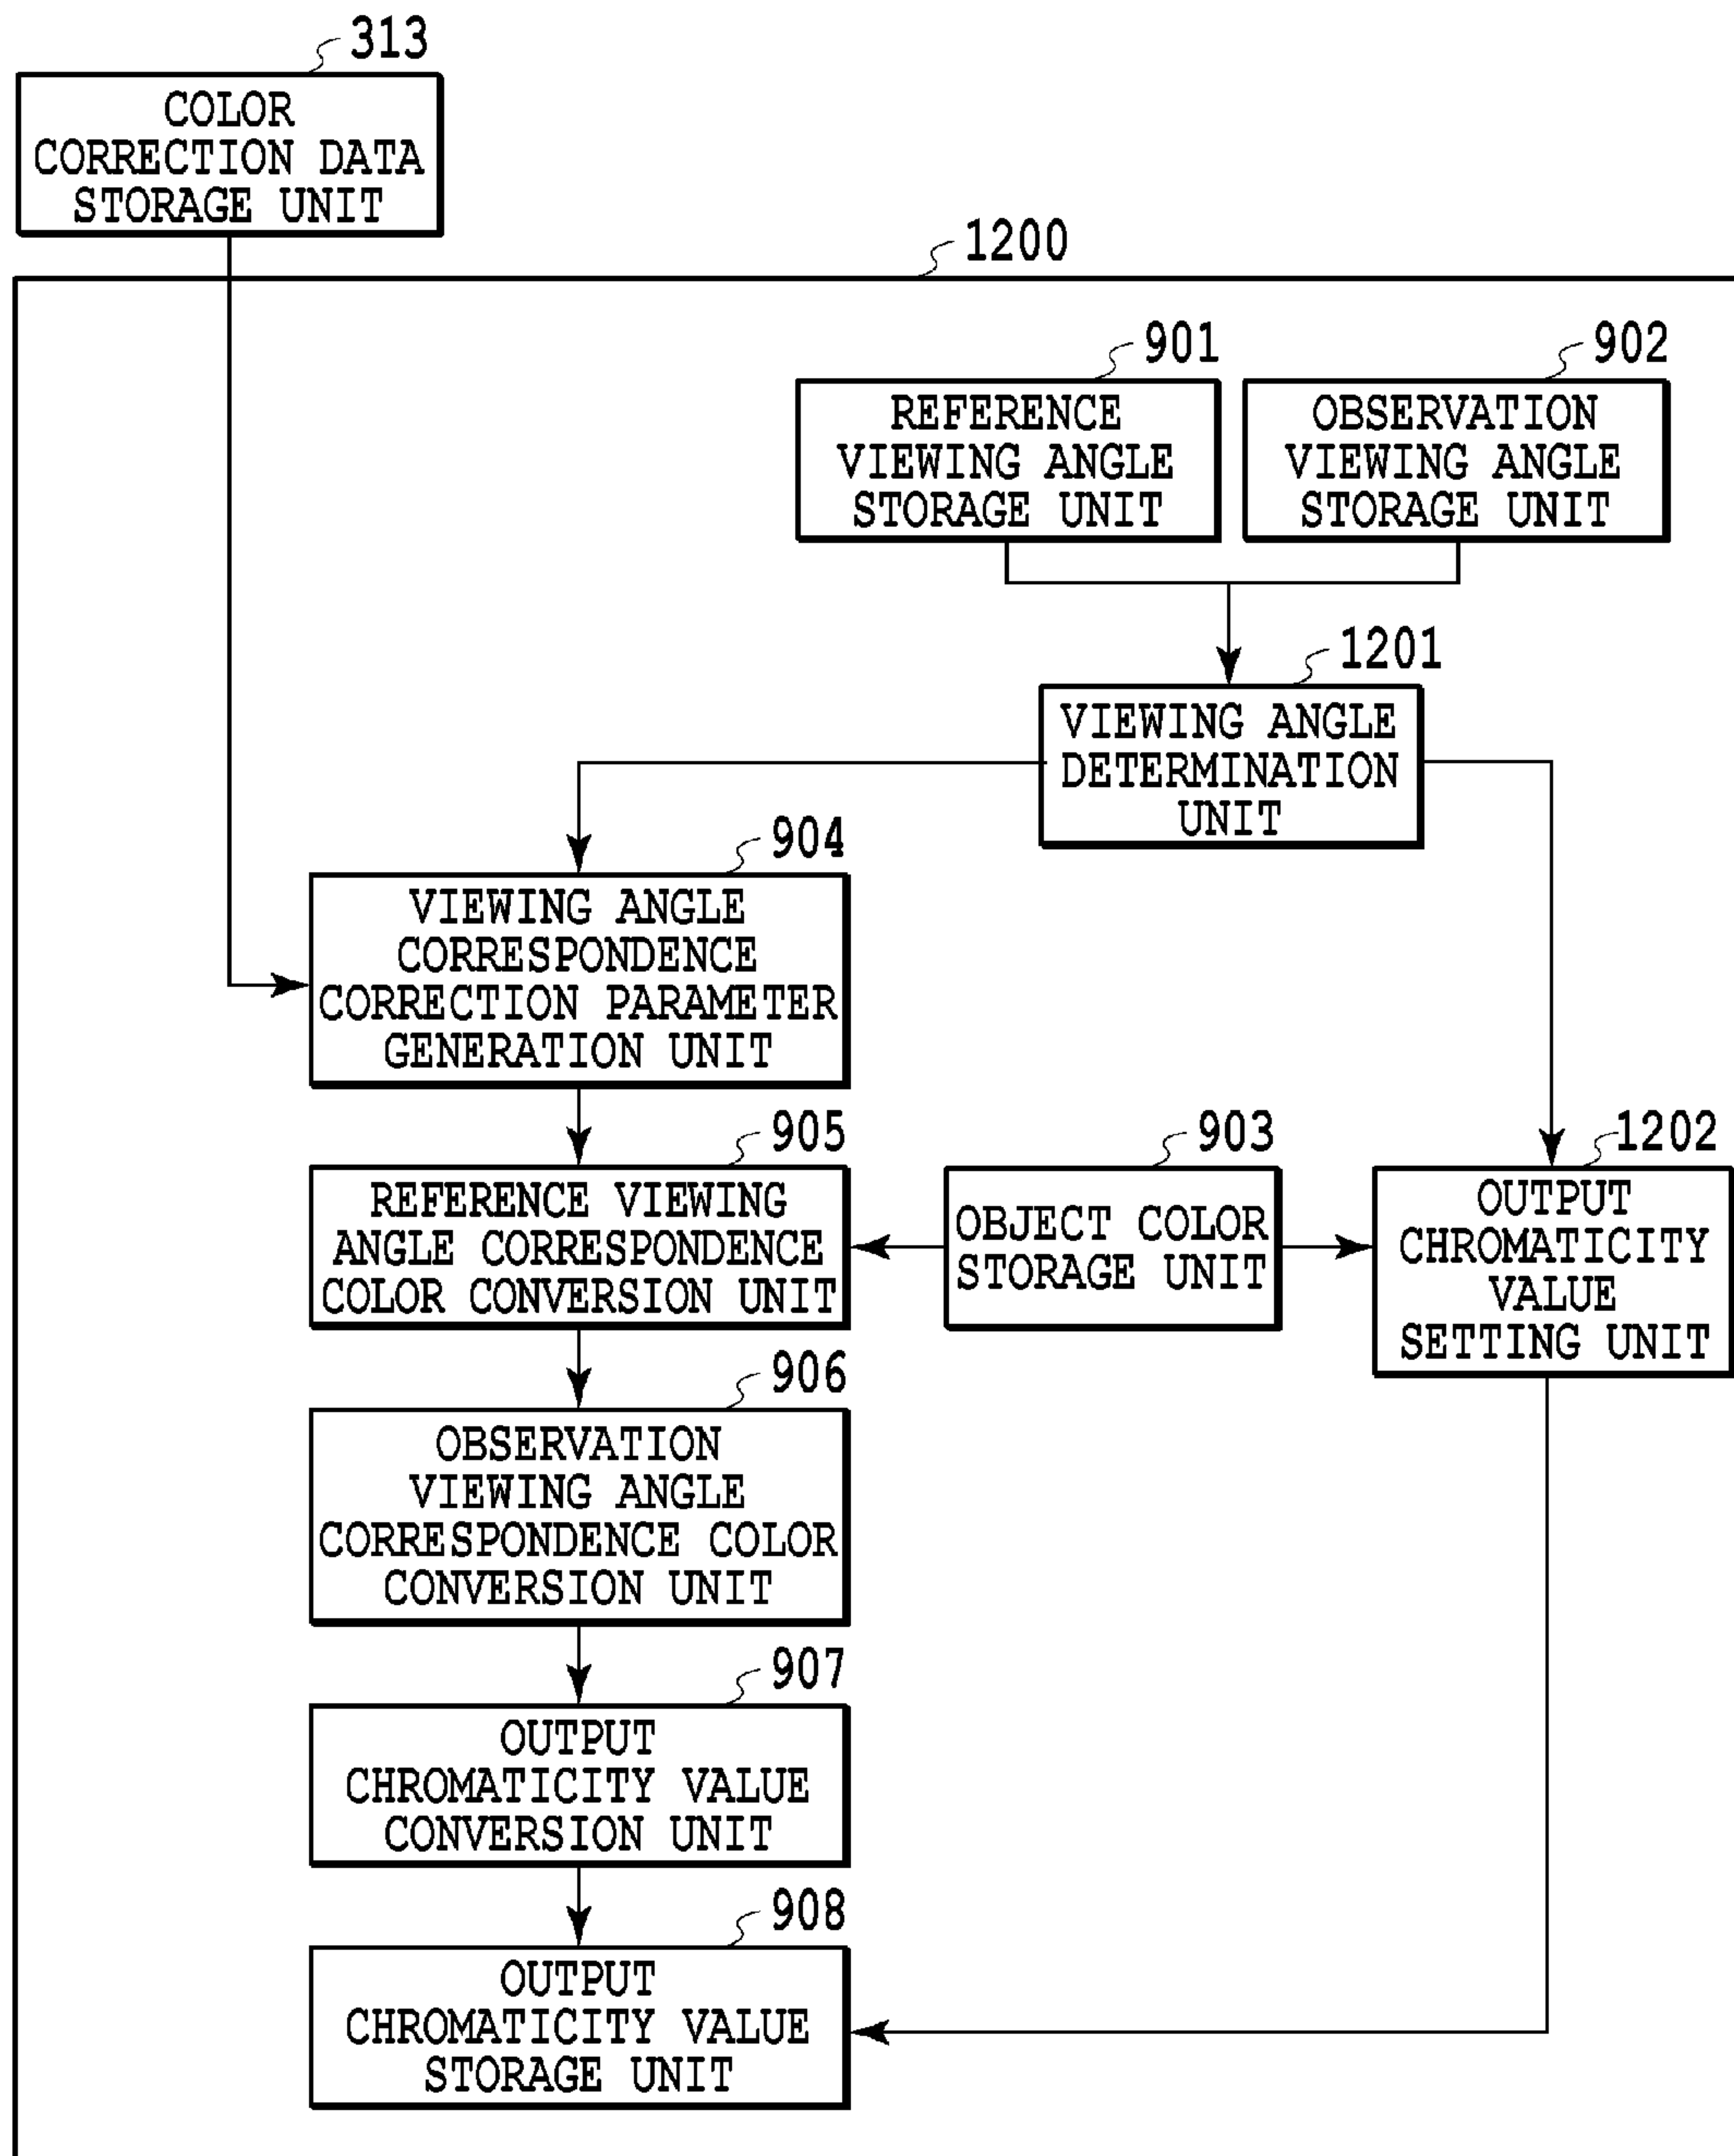 313
COLOR
CORRECTION DATA
STORAGE UNIT
1200
901
REFERENCE
VIEWING ANGLE
STORAGE UNIT
902
OBSERVATION
VIEWING ANGLE
STORAGE UNIT
1201
VIEWING ANGLE
DETERMINATION
UNIT
904
VIEWING ANGLE
CORRESPONDENCE
CORRECTION PARAMETER
GENERATION UNIT
905
REFERENCE VIEWING
ANGLE CORRESPONDENCE
COLOR CONVERSION UNIT
903
OBJECT COLOR
STORAGE UNIT
1202
OUTPUT
CHROMATICITY
VALUE
SETTING UNIT
906
OBSERVATION
VIEWING ANGLE
CORRESPONDENCE COLOR
CONVERSION UNIT
907
OUTPUT
CHROMATICITY VALUE
CONVERSION UNIT
908
OUTPUT
CHROMATICITY VALUE
STORAGE UNIT